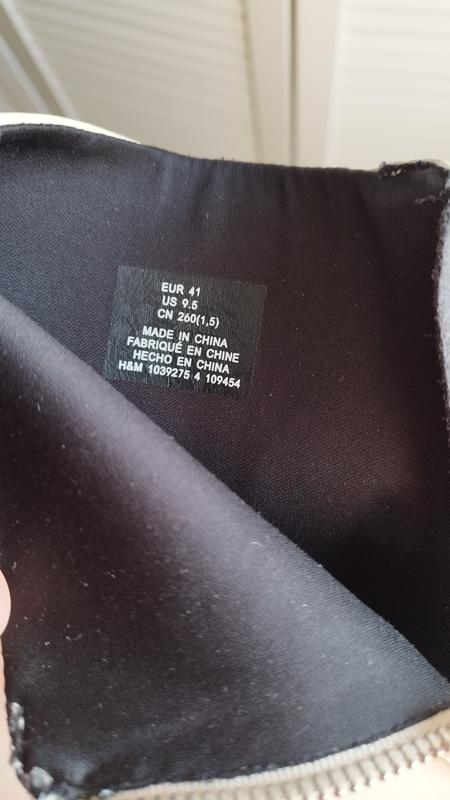 EUR 41
US 9.5
CN 260(1,5)
MADE IN CHINA
FABRIQUÉ EN CHINE
HECHO EN CHINA
H&M 1039275 4 109454